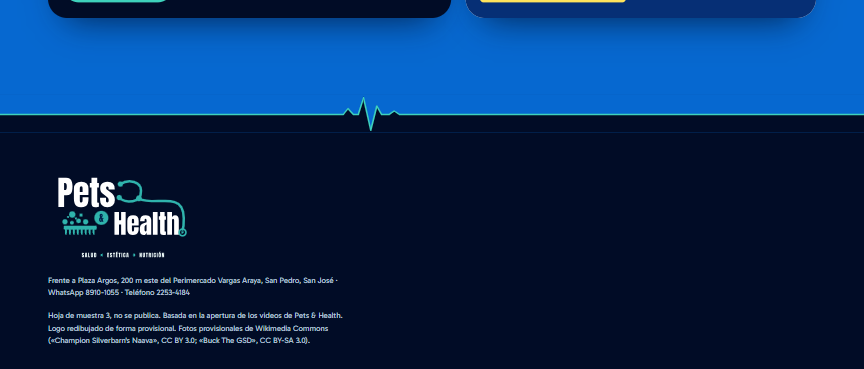 Pets
Health
SALUD • ESTÉTICA • NUTRICIÓN
Frente a Plaza Argos, 200 m este del Perimercado Vargas Araya, San Pedro, San José ·
WhatsApp 8910-1055 · Teléfono 2253-4184
Hoja de muestra 3, no se publica. Basada en la apertura de los videos de Pets & Health.
Logo redibujado de forma provisional. Fotos provisionales de Wikimedia Commons
(«Champion Silverbarn's Naava», CC BY 3.0; «Buck The GSD», CC BY-SA 3.0).